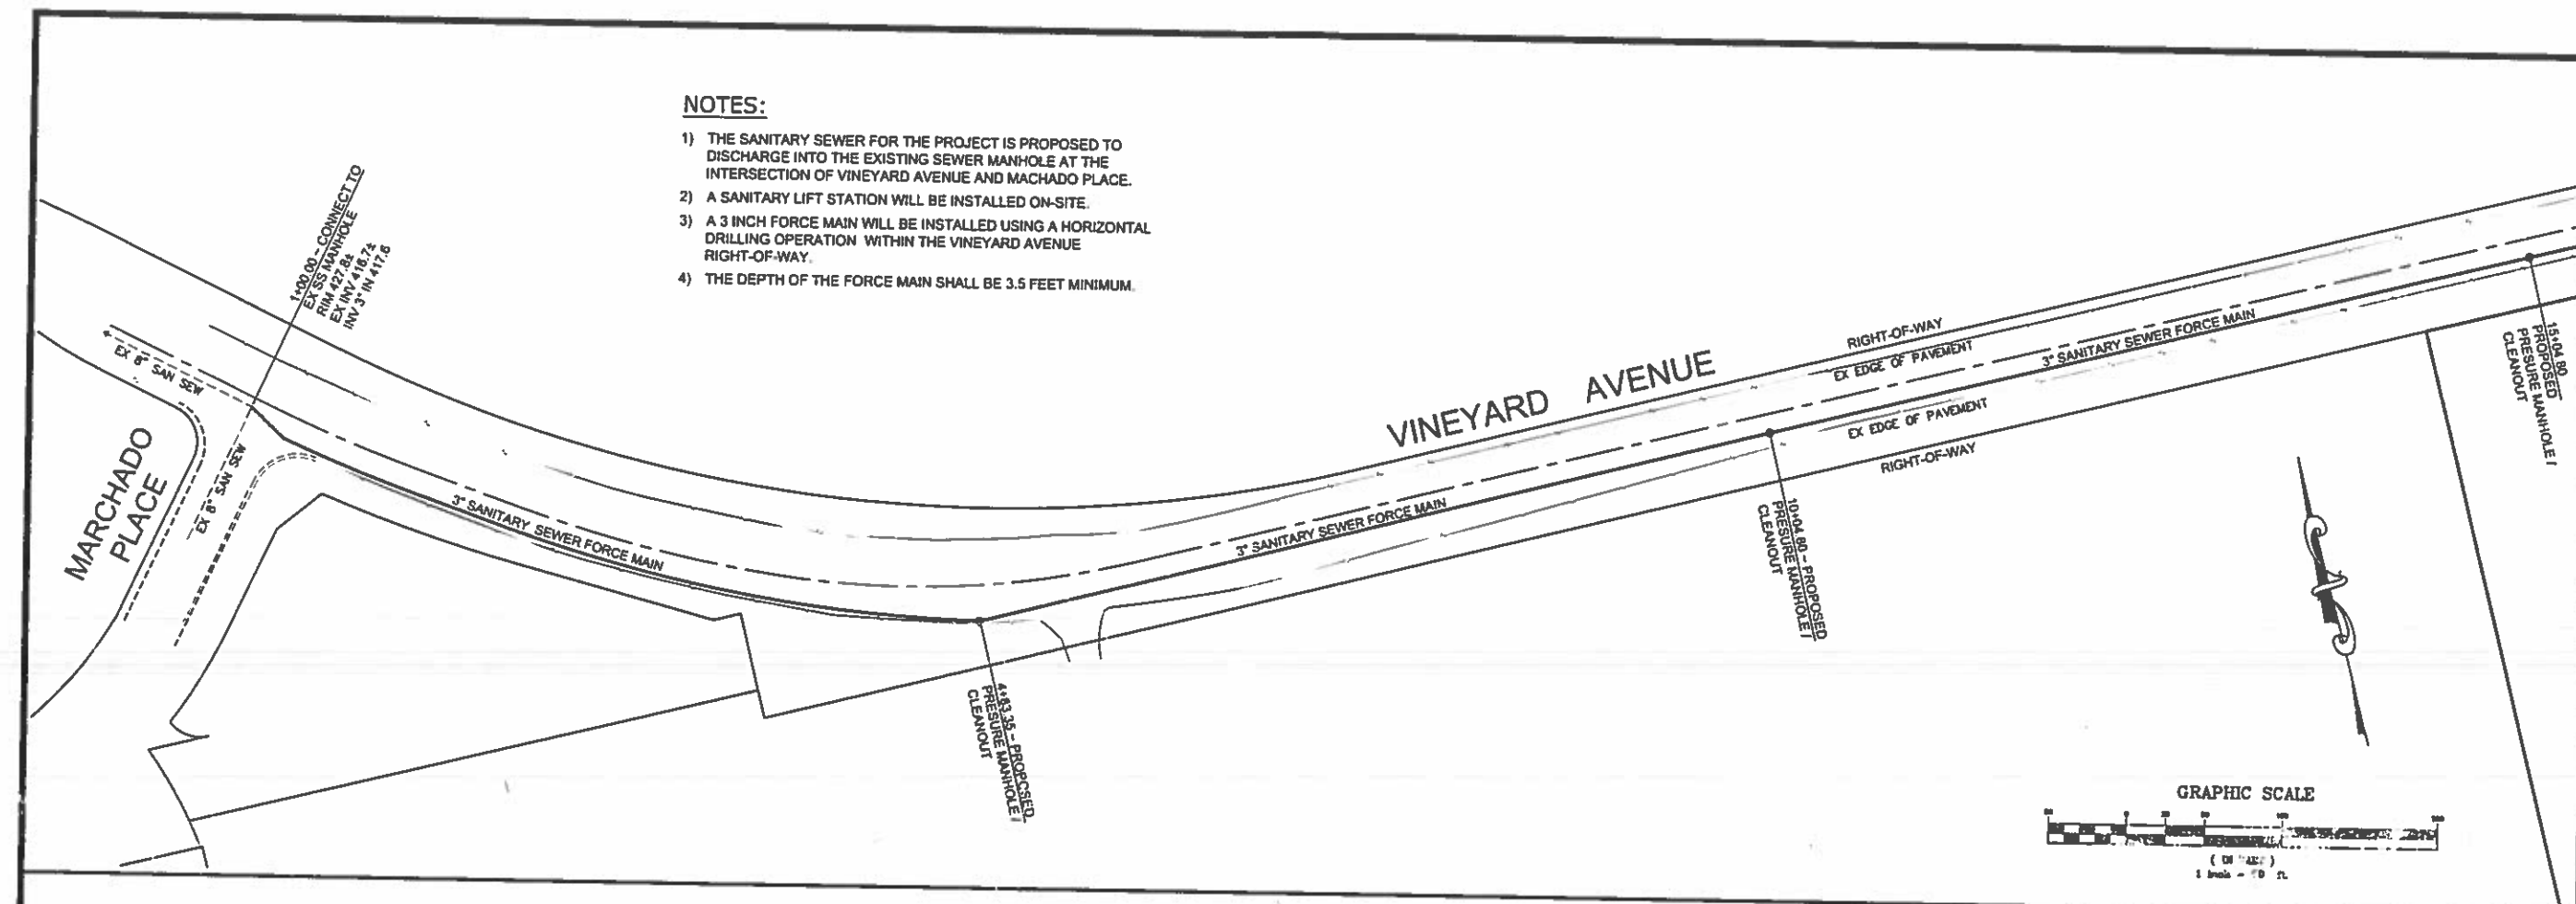 NOTES:
1) THE SANITARY SEWER FOR THE PROJECT IS PROPOSED TO
DISCHARGE INTO THE EXISTING SEWER MANHOLE AT THE
INTERSECTION OF VINEYARD AVENUE AND MACHADO PLACE.
2) A SANITARY LIFT STATION WILL BE INSTALLED ON-SITE.
3) A 3 INCH FORCE MAIN WILL BE INSTALLED USING A HORIZONTAL
DRILLING OPERATION WITHIN THE VINEYARD AVENUE
RIGHT-OF-WAY.
4) THE DEPTH OF THE FORCE MAIN SHALL BE 3.5 FEET MINIMUM.
1+00.00 - CONNECT TO
EX SS MANHOLE
RIM 427.8±
EX INV 416.7±
INV 3" IN 417.6
EX 8" SAN SEW
EX 8" SAN SEW
MARCHADO
PLACE
3" SANITARY SEWER FORCE MAIN
4+83.35 - PROPOSED
PRESURE MANHOLE /
CLEANOUT
VINEYARD AVENUE
3" SANITARY SEWER FORCE MAIN
10+04.80 - PROPOSED
PRESURE MANHOLE /
CLEANOUT
RIGHT-OF-WAY
EX EDGE OF PAVEMENT
3" SANITARY SEWER FORCE MAIN
EX EDGE OF PAVEMENT
RIGHT-OF-WAY
15+04.80
PROPOSED
PRESURE MANHOLE /
CLEANOUT
GRAPHIC SCALE
1 inch = ft.